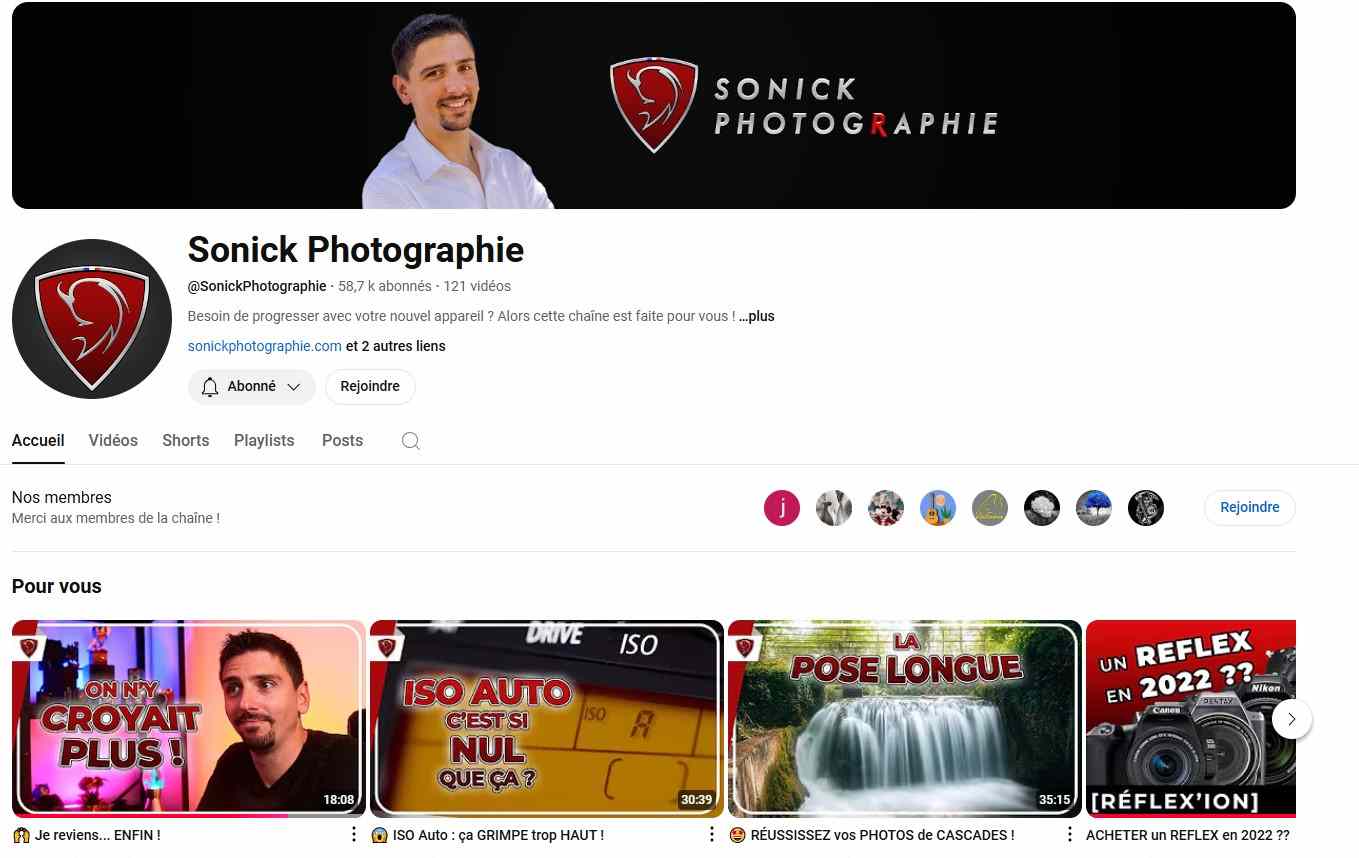 SONICK
PHOTOGRAPHIE
Sonick Photographie
@SonickPhotographie · 58,7 k abonnés · 121 vidéos
Besoin de progresser avec votre nouvel appareil ? Alors cette chaîne est faite pour vous ! ...plus
sonickphotographie.com et 2 autres liens
Abonné
Rejoindre
Accueil
Vidéos
Shorts
Playlists
Posts
Nos membres
Merci aux membres de la chaîne !
j
Rejoindre
Pour vous
ON N'Y
CROYAIT
PLUS !
18:08
DRIVE ISO
ISO AUTO
C'EST SI
NUL
QUE ÇA ?
ISO A
30:39
LA
POSE LONGUE
35:15
UN REFLEX
EN 2022 ??
Nikon
Canon
PENTAX
[RÉFLEX'ION]
Je reviens... ENFIN !
ISO Auto : ça GRIMPE trop HAUT !
RÉUSSISSEZ vos PHOTOS de CASCADES !
ACHETER un REFLEX en 2022 ??